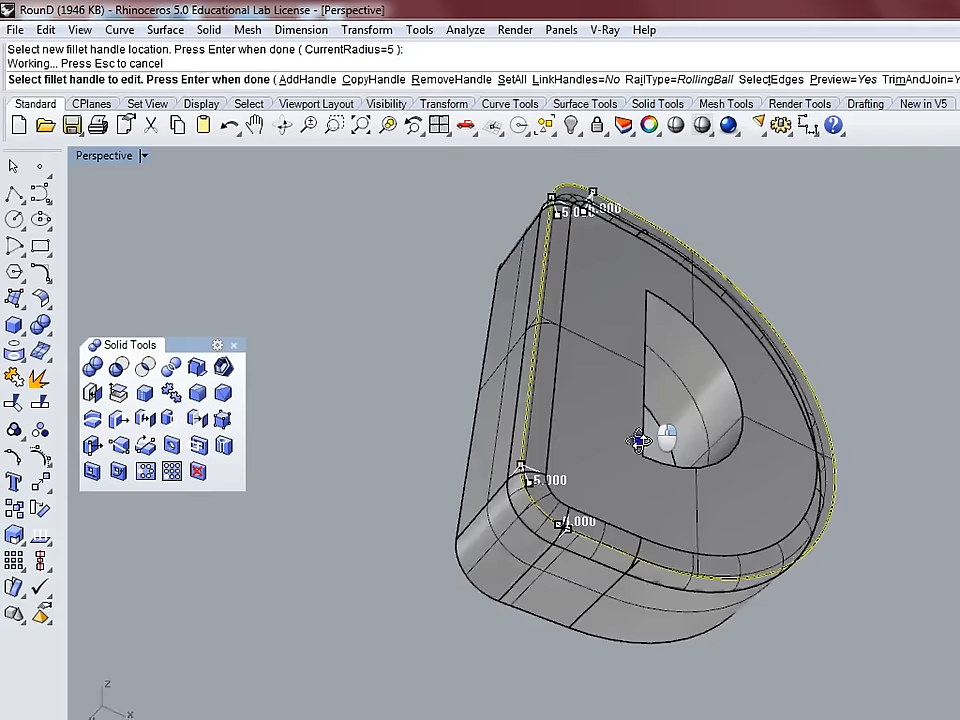 RounD (1946 KB) - Rhinoceros 5.0 Educational Lab License - [Perspective]
File Edit View Curve Surface Solid Mesh Dimension Transform Tools Analyze Render Panels V-Ray Help
Select new fillet handle location. Press Enter when done ( CurrentRadius=5 ):
Working... Press Esc to cancel
Select fillet handle to edit. Press Enter when done ( AddHandle CopyHandle RemoveHandle SetAll LinkHandles=No RailType=RollingBall SelectEdges Preview=Yes TrimAndJoin=Y
Standard CPlanes Set View Display Select Viewport Layout Visibility Transform Curve Tools Surface Tools Solid Tools Mesh Tools Render Tools Drafting New in V5
Perspective
Solid Tools
5.000
z
x